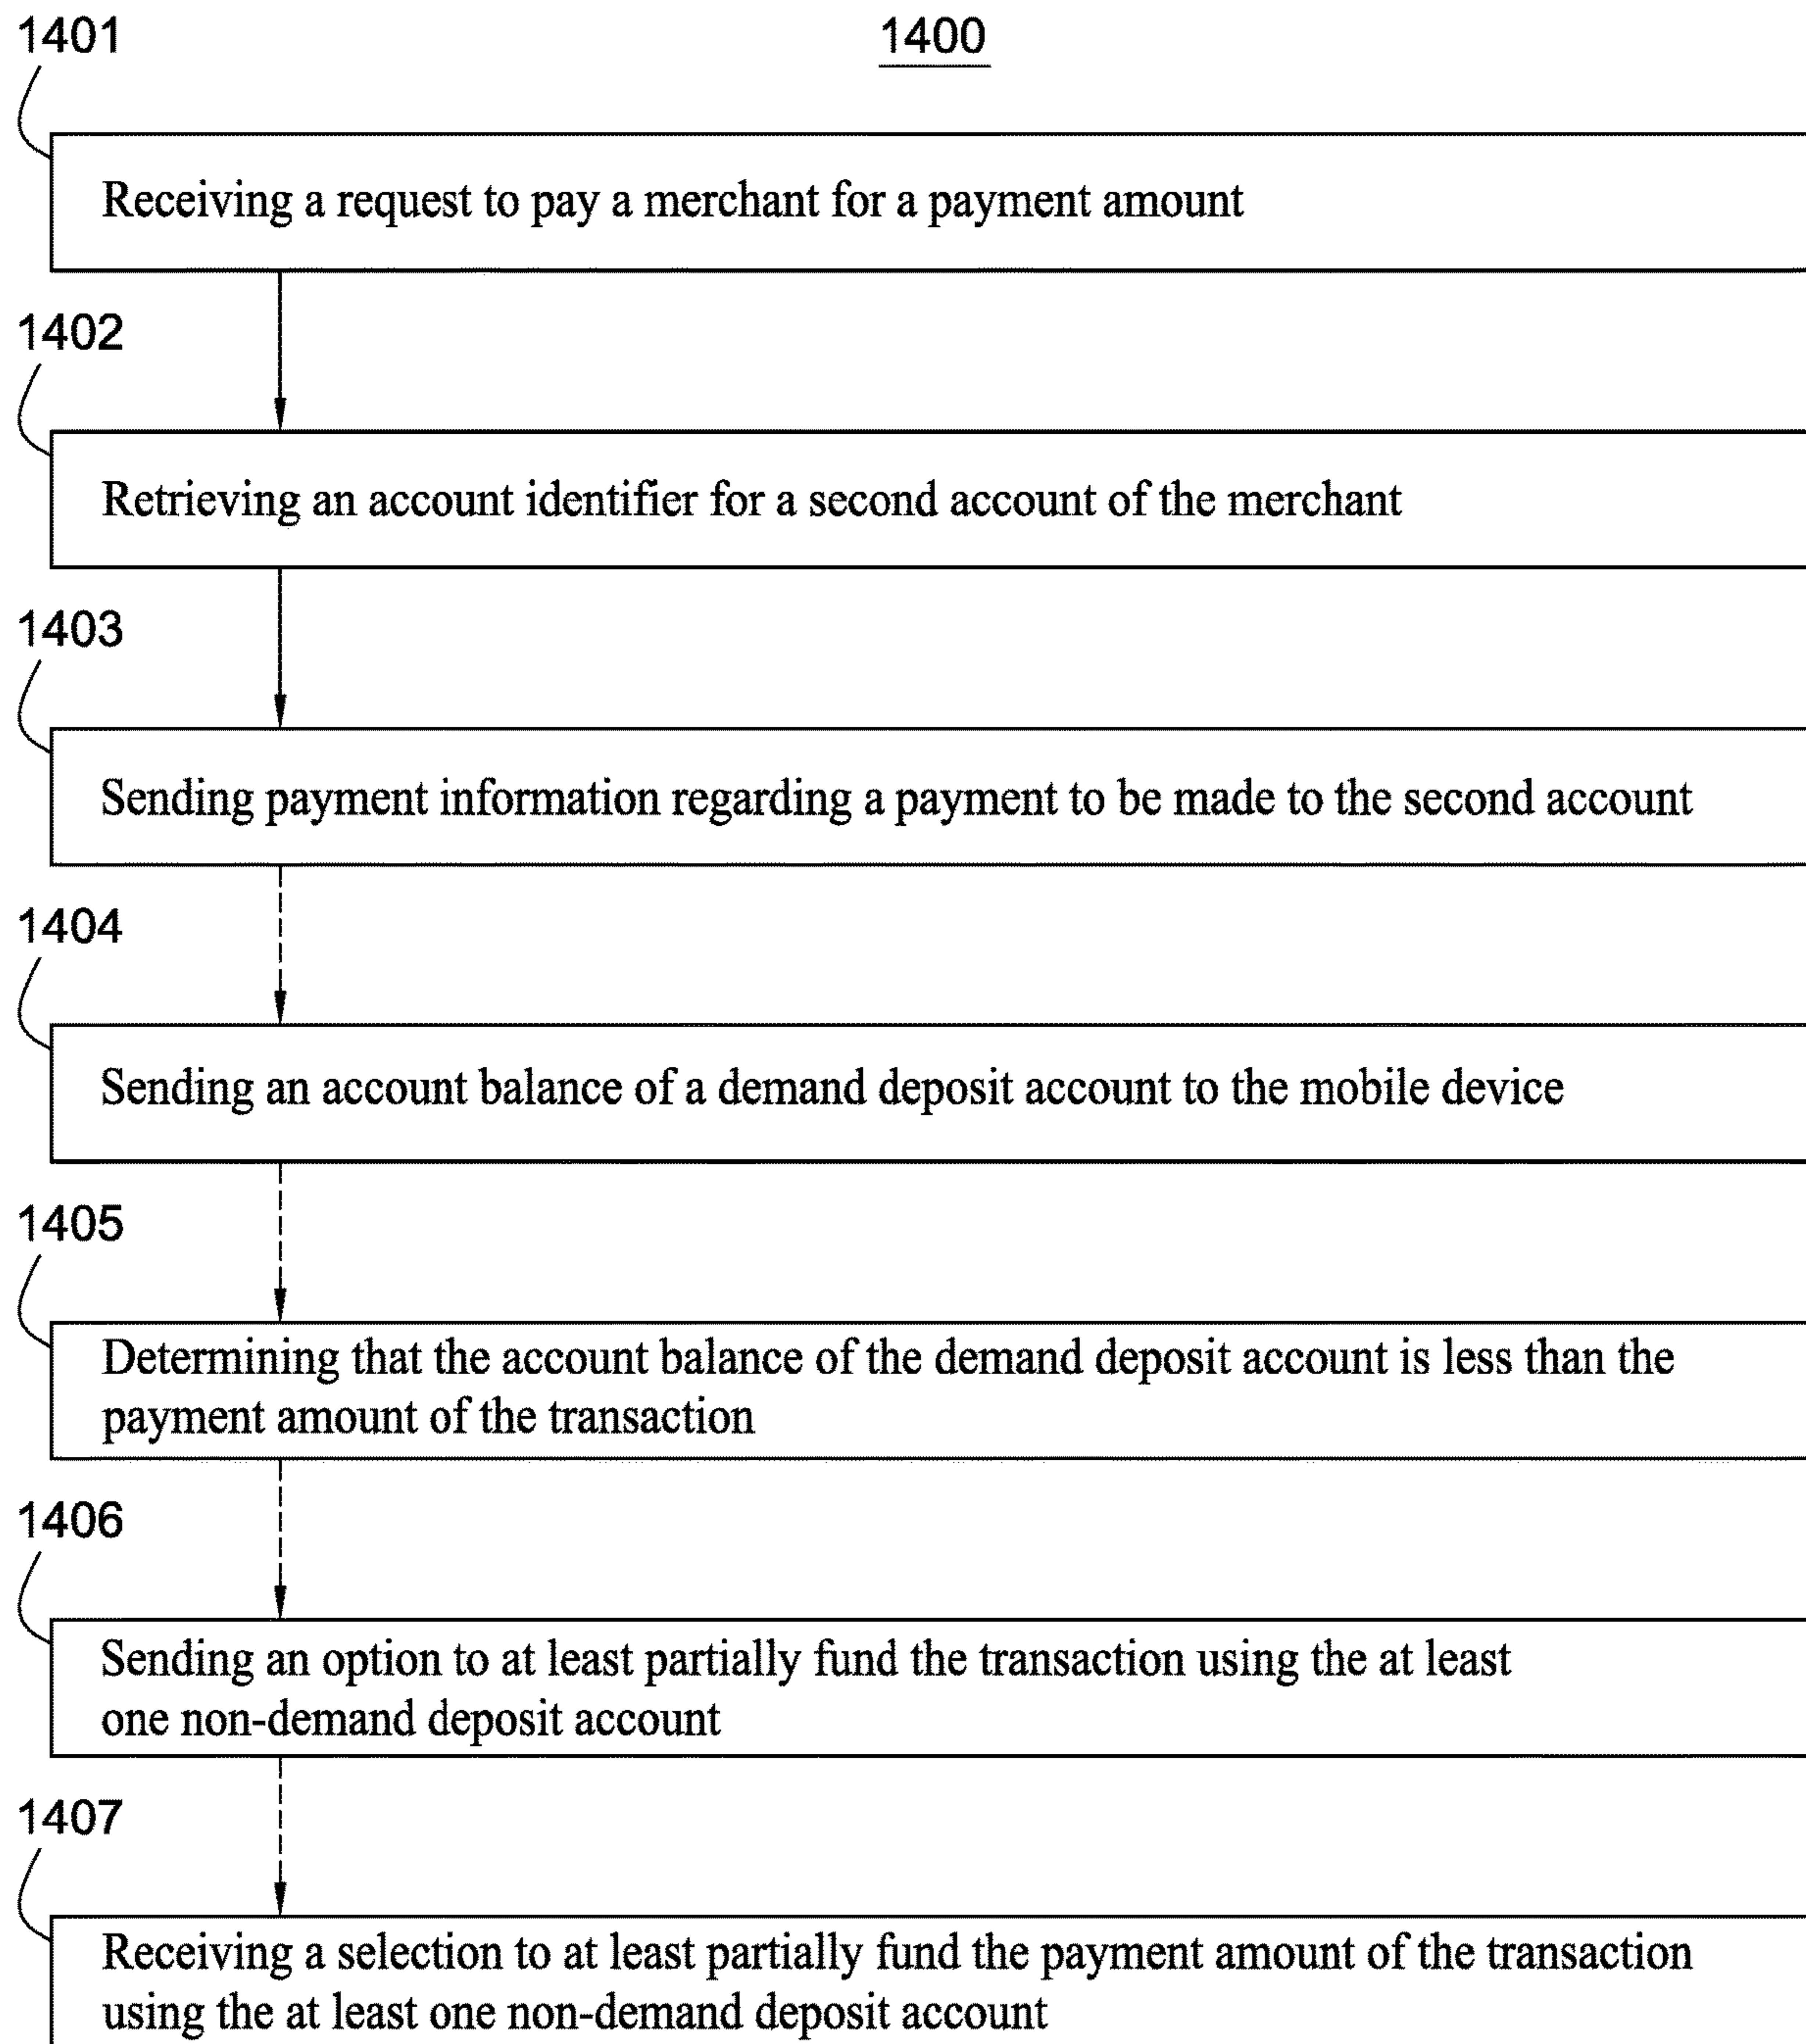 1401
1400
Receiving a request to pay a merchant for a payment amount
1402
Retrieving an account identifier for a second account of the merchant
1403
Sending payment information regarding a payment to be made to the second account
1404
Sending an account balance of a demand deposit account to the mobile device
1405
Determining that the account balance of the demand deposit account is less than the
payment amount of the transaction
1406
Sending an option to at least partially fund the transaction using the at least
one non-demand deposit account
1407
Receiving a selection to at least partially fund the payment amount of the transaction
using the at least one non-demand deposit account